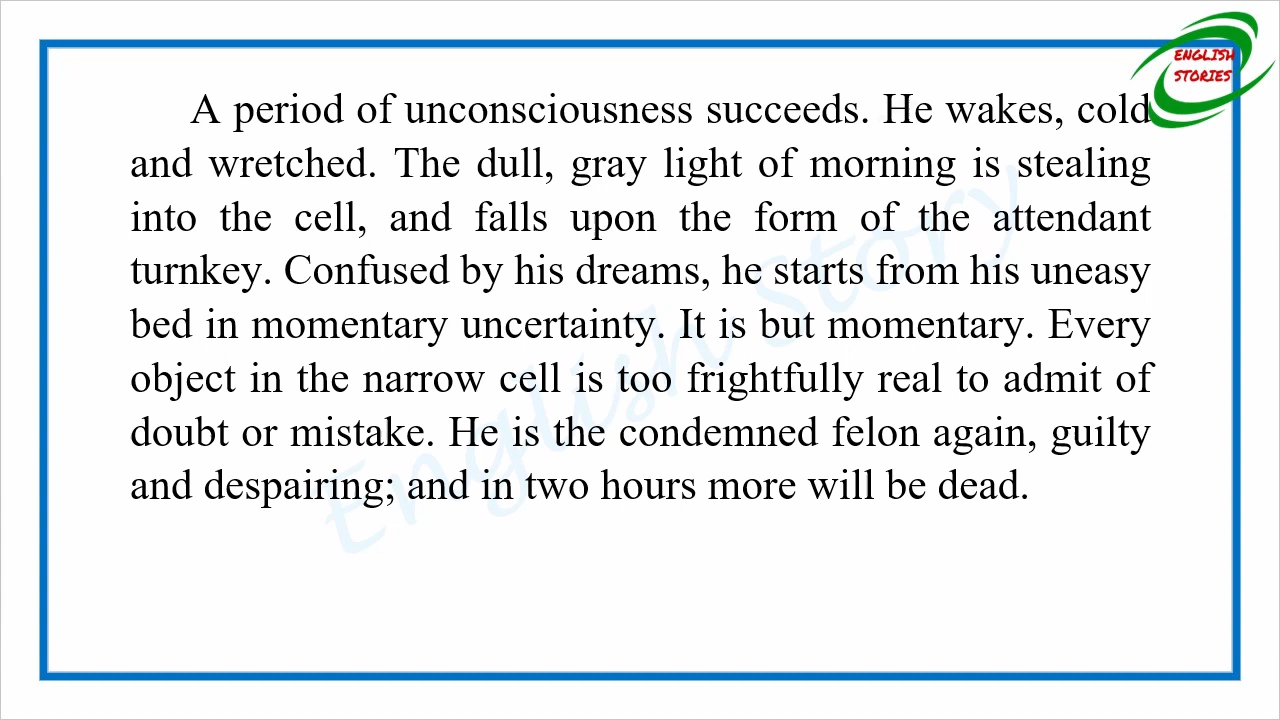 ENGLISH
STORIES
A period of unconsciousness succeeds. He wakes, cold
and wretched. The dull, gray light of morning is stealing
into the cell, and falls upon the form of the attendant
turnkey. Confused by his dreams, he starts from his uneasy
bed in momentary uncertainty. It is but momentary. Every
object in the narrow cell is too frightfully real to admit of
doubt or mistake. He is the condemned felon again, guilty
and despairing; and in two hours more will be dead.
English Story